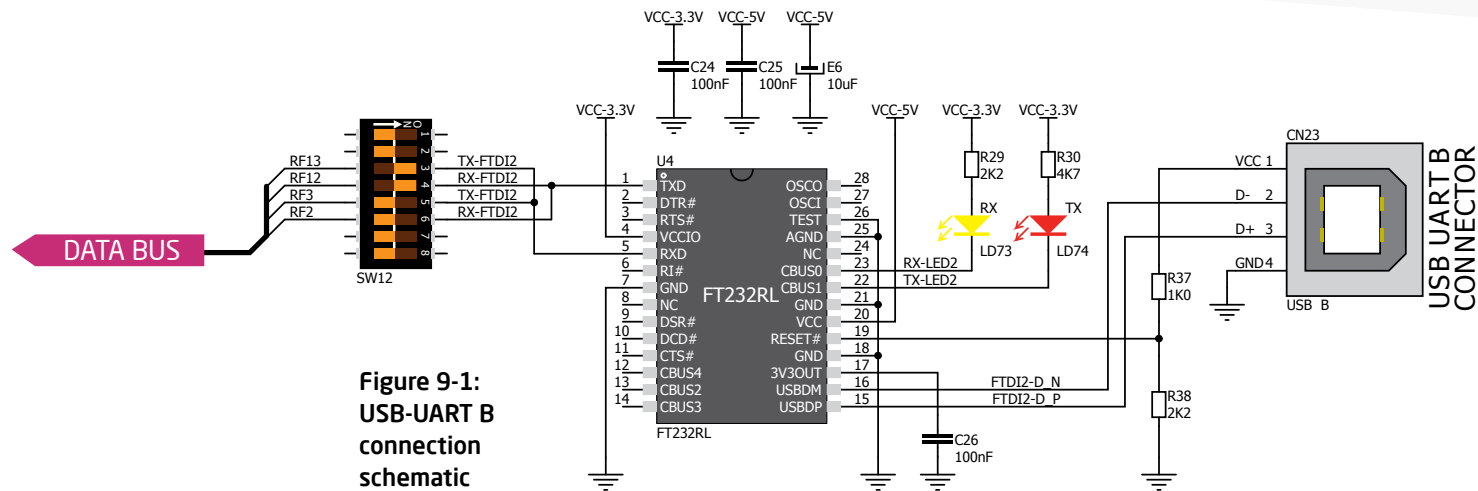 VCC-3.3V
VCC-5V
VCC-5V
C24
100nF
C25
100nF
E6
10uF
VCC-3.3V
VCC-5V
VCC-3.3V
VCC-3.3V
DATA BUS
RF13
RF12
RF3
RF2
ON
1
2
3
4
5
6
7
8
SW12
TX-FTDI2
RX-FTDI2
TX-FTDI2
RX-FTDI2
U4
1 TXD
2 DTR#
3 RTS#
4 VCCIO
5 RXD
6 RI#
7 GND
8 NC
9 DSR#
10 DCD#
11 CTS#
12 CBUS4
13 CBUS2
14 CBUS3
FT232RL
OSCO 28
OSCI 27
TEST 26
AGND 25
NC 24
CBUS0 23
CBUS1 22
GND 21
VCC 20
RESET# 19
GND 18
3V3OUT 17
USBDM 16
USBDP 15
FT232RL
RX-LED2
TX-LED2
R29
2K2
R30
4K7
RX
LD73
TX
LD74
FTDI2-D_N
FTDI2-D_P
C26
100nF
R37
1K0
R38
2K2
CN23
VCC 1
D- 2
D+ 3
GND 4
USB B
USB UART B
CONNECTOR
Figure 9-1:
USB-UART B
connection
schematic